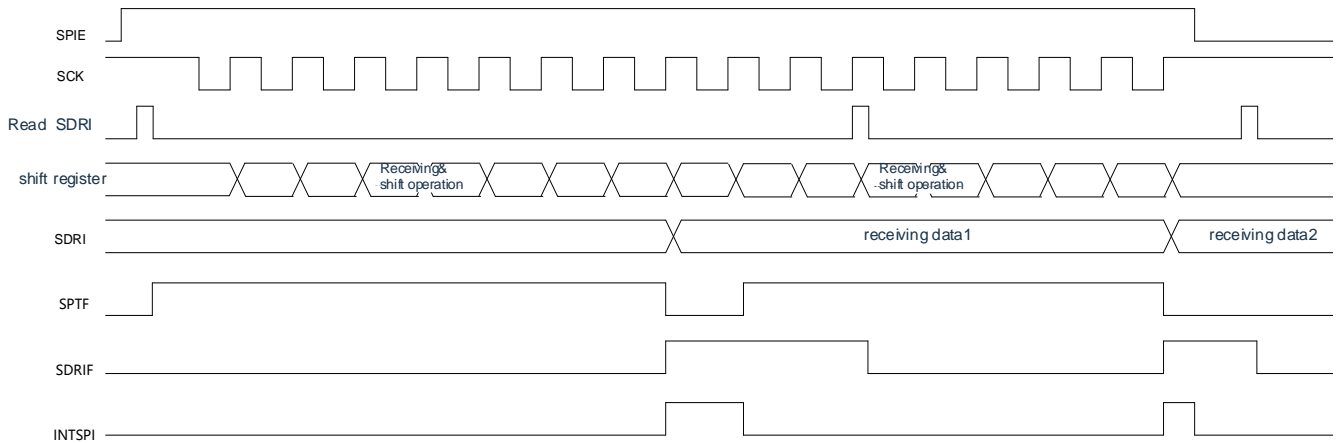 SPIE
SCK
Read SDRI
shift register
Receiving&
shift operation
Receiving&
shift operation
SDRI
receiving data1
receiving data2
SPTF
SDRIF
INTSPI